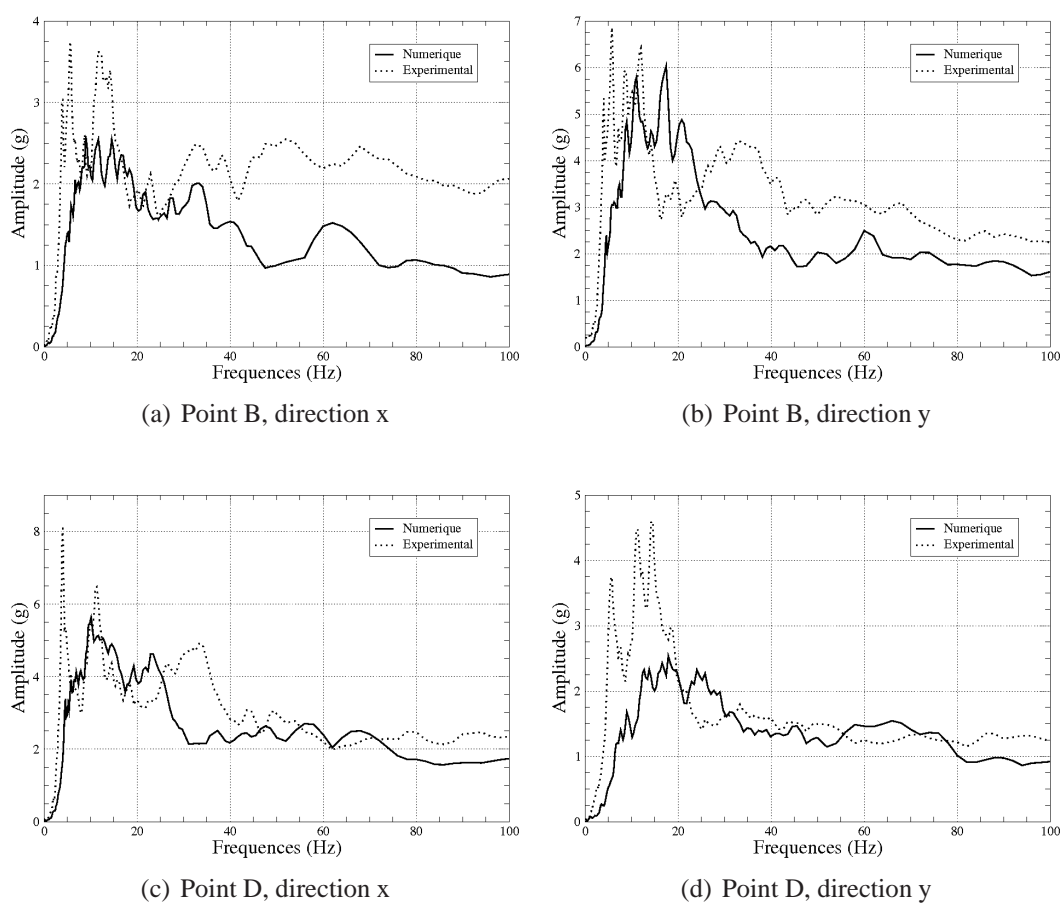 4
3
2
1
0
0 20 40 60 80 100
Amplitude (g)
Frequences (Hz)
Numerique
Experimental
(a) Point B, direction x
7
6
5
4
3
2
1
0
0 20 40 60 80 100
Amplitude (g)
Frequences (Hz)
Numerique
Experimental
(b) Point B, direction y
8
6
4
2
0
0 20 40 60 80 100
Amplitude (g)
Frequences (Hz)
Numerique
Experimental
(c) Point D, direction x
5
4
3
2
1
0
0 20 40 60 80 100
Amplitude (g)
Frequences (Hz)
Numerique
Experimental
(d) Point D, direction y